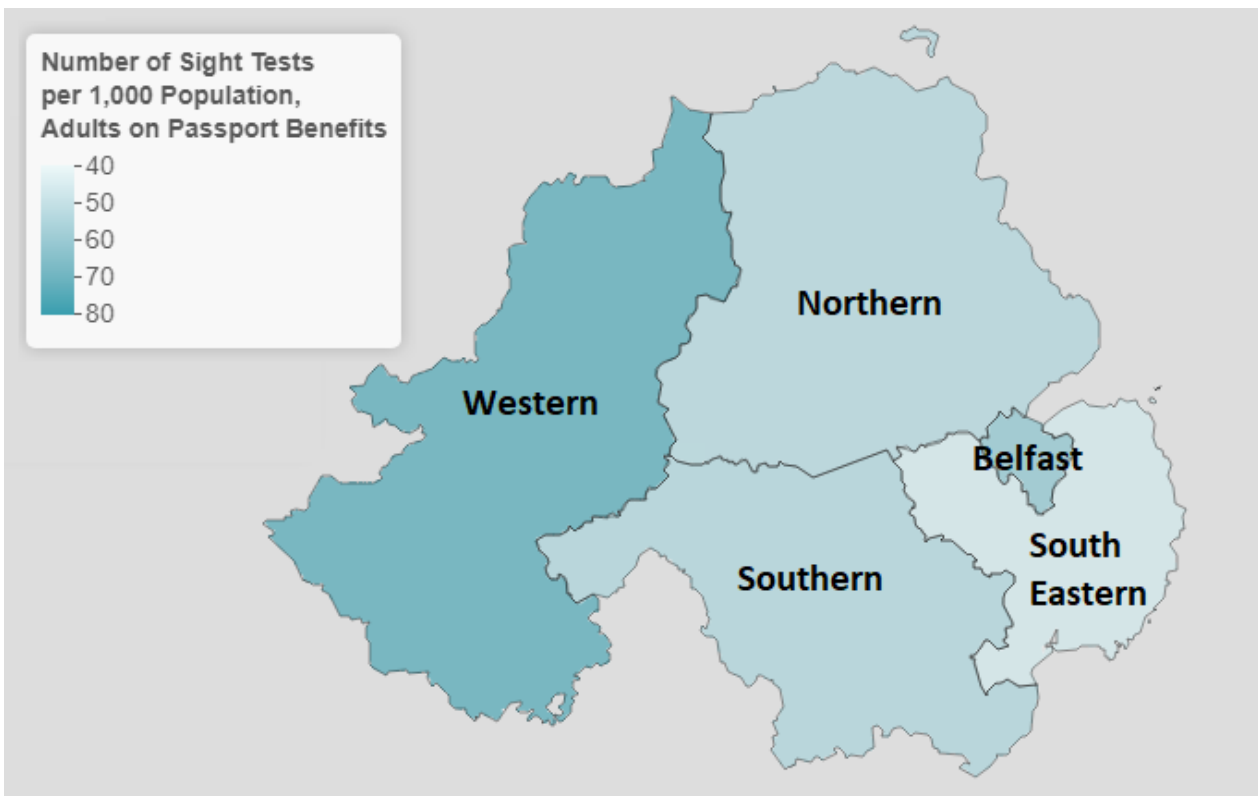 Number of Sight Tests
per 1,000 Population,
Adults on Passport Benefits
40
50
60
70
80
Northern
Western
Belfast
South
Eastern
Southern